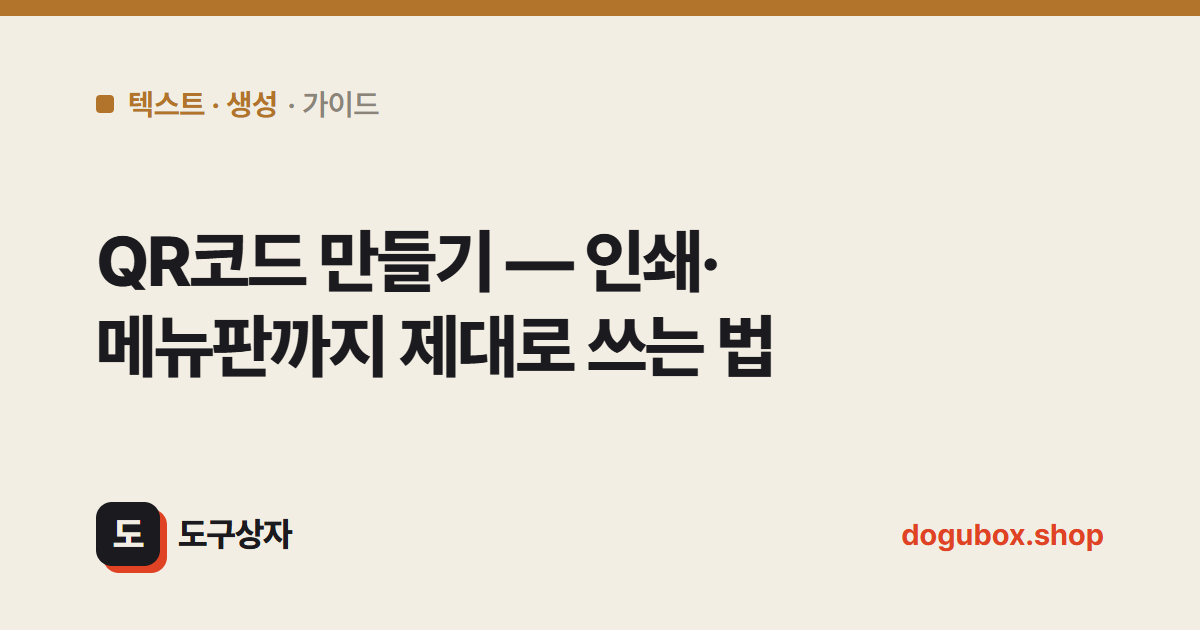 텍스트 · 생성 · 가이드
QR코드 만들기 — 인쇄·
메뉴판까지 제대로 쓰는 법
도 도구상자
dogubox.shop